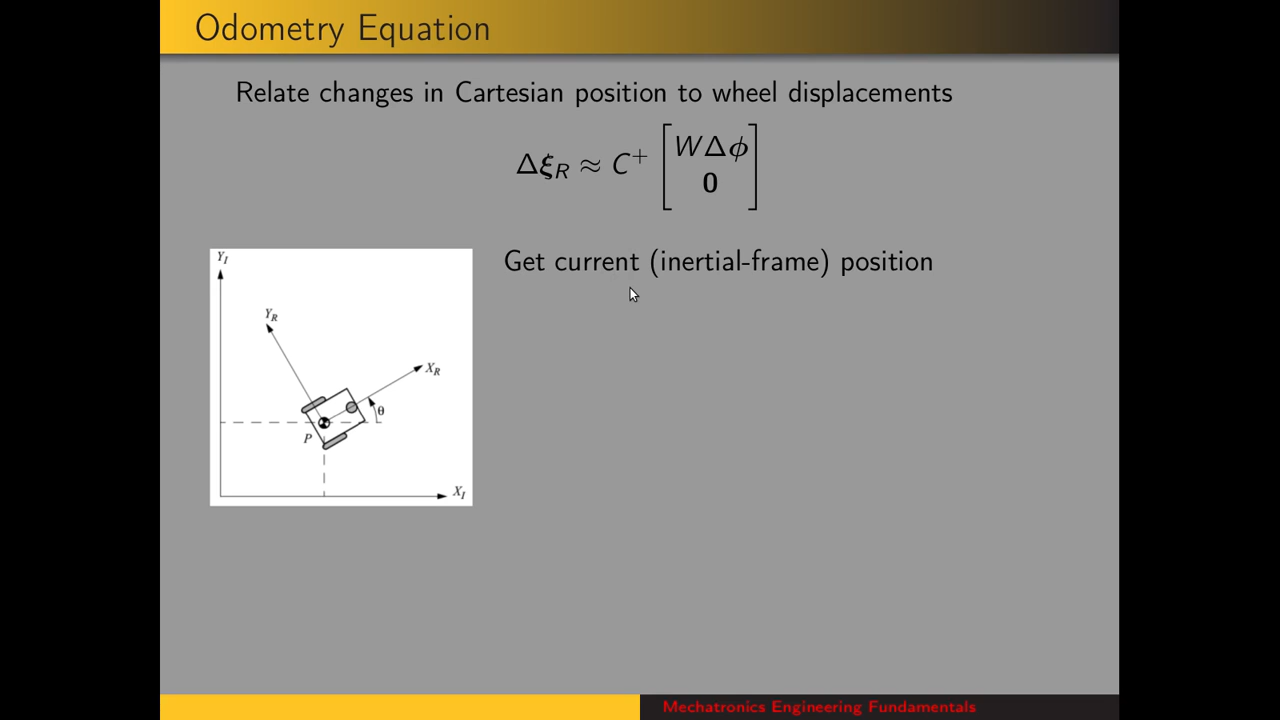 Odometry Equation
Relate changes in Cartesian position to wheel displacements
Δξ_R ≈ C⁺ [WΔϕ
0]
Get current (inertial-frame) position
Y_I
Y_R
X_R
θ
P
X_I
Mechatronics Engineering Fundamentals